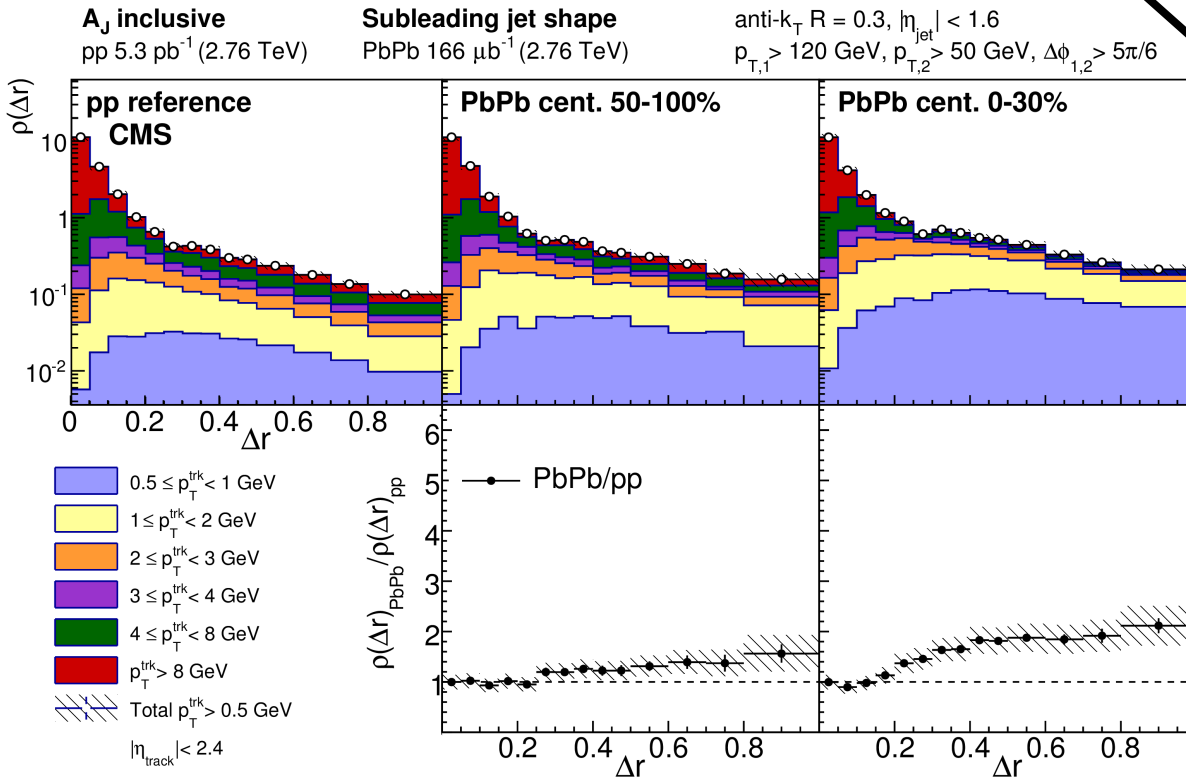 A_J inclusive
pp 5.3 pb⁻¹ (2.76 TeV)
Subleading jet shape
PbPb 166 μb⁻¹ (2.76 TeV)
anti-k_T R = 0.3, |η_jet| < 1.6
p_T,1 > 120 GeV, p_T,2 > 50 GeV, Δφ_1,2 > 5π/6
ρ(Δr)
pp reference
CMS
PbPb cent. 50-100%
PbPb cent. 0-30%
10
1
10⁻¹
10⁻²
0 0.2 0.4 0.6 0.8
Δr
0.5 ≤ p_T^trk < 1 GeV
1 ≤ p_T^trk < 2 GeV
2 ≤ p_T^trk < 3 GeV
3 ≤ p_T^trk < 4 GeV
4 ≤ p_T^trk < 8 GeV
p_T^trk > 8 GeV
Total p_T^trk > 0.5 GeV
|η_track| < 2.4
ρ(Δr)_PbPb/ρ(Δr)_pp
6
5
4
3
2
1
PbPb/pp
0.2 0.4 0.6 0.8
Δr
0.2 0.4 0.6 0.8
Δr